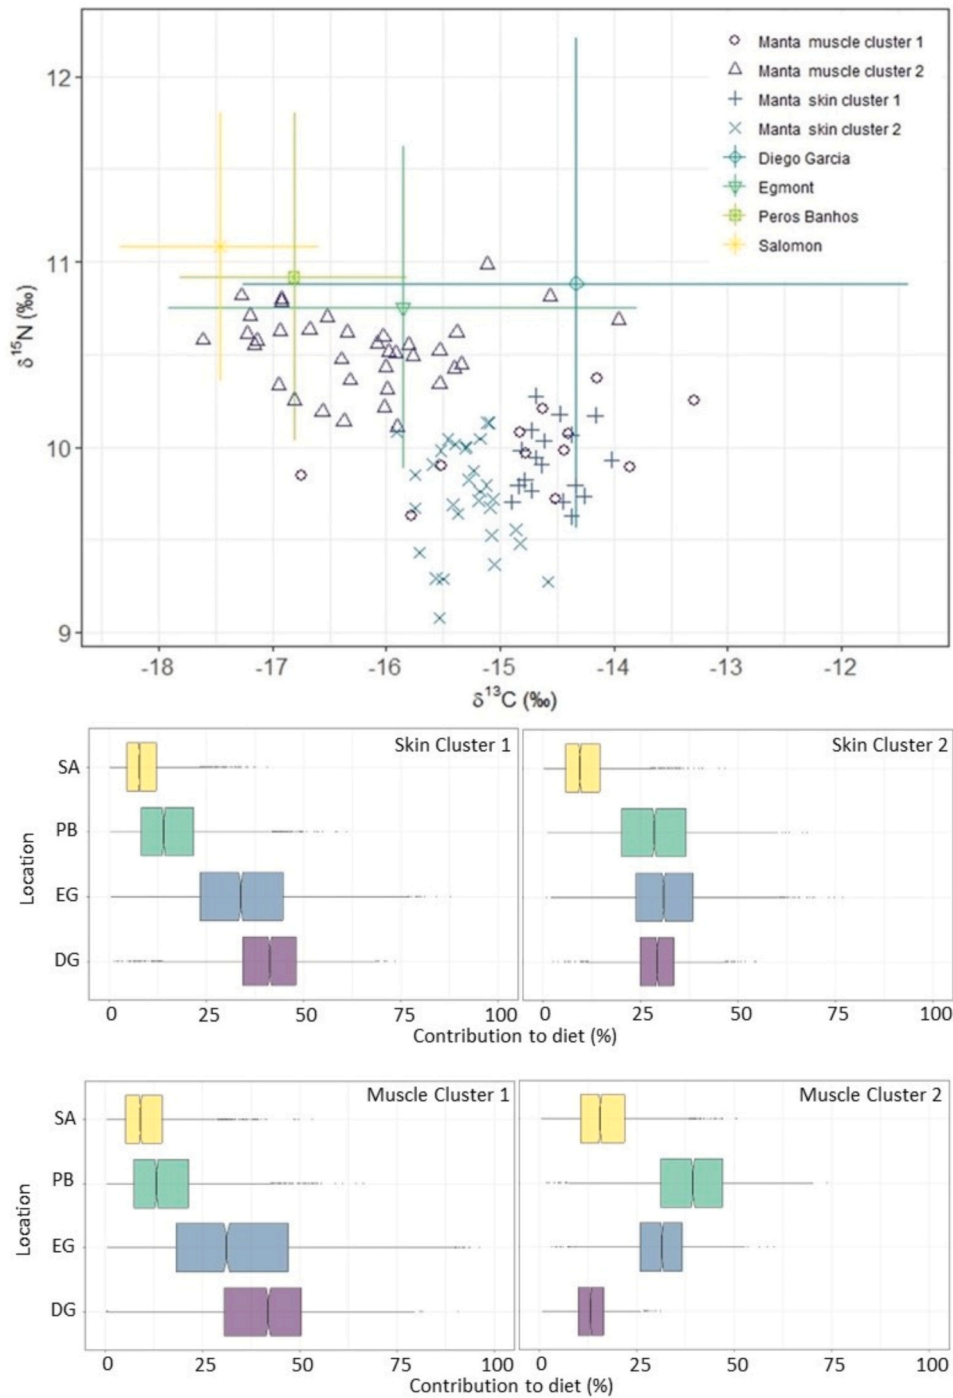 Manta muscle cluster 1
Manta muscle cluster 2
Manta skin cluster 1
Manta skin cluster 2
Diego Garcia
Egmont
Peros Banhos
Salomon
12
11
10
9
δ15N (‰)
-18 -17 -16 -15 -14 -13 -12
δ13C (‰)
Skin Cluster 1
Skin Cluster 2
SA
PB
EG
DG
Location
0 25 50 75 100
0 25 50 75 100
Contribution to diet (%)
Muscle Cluster 1
Muscle Cluster 2
SA
PB
EG
DG
Location
0 25 50 75 100
0 25 50 75 100
Contribution to diet (%)